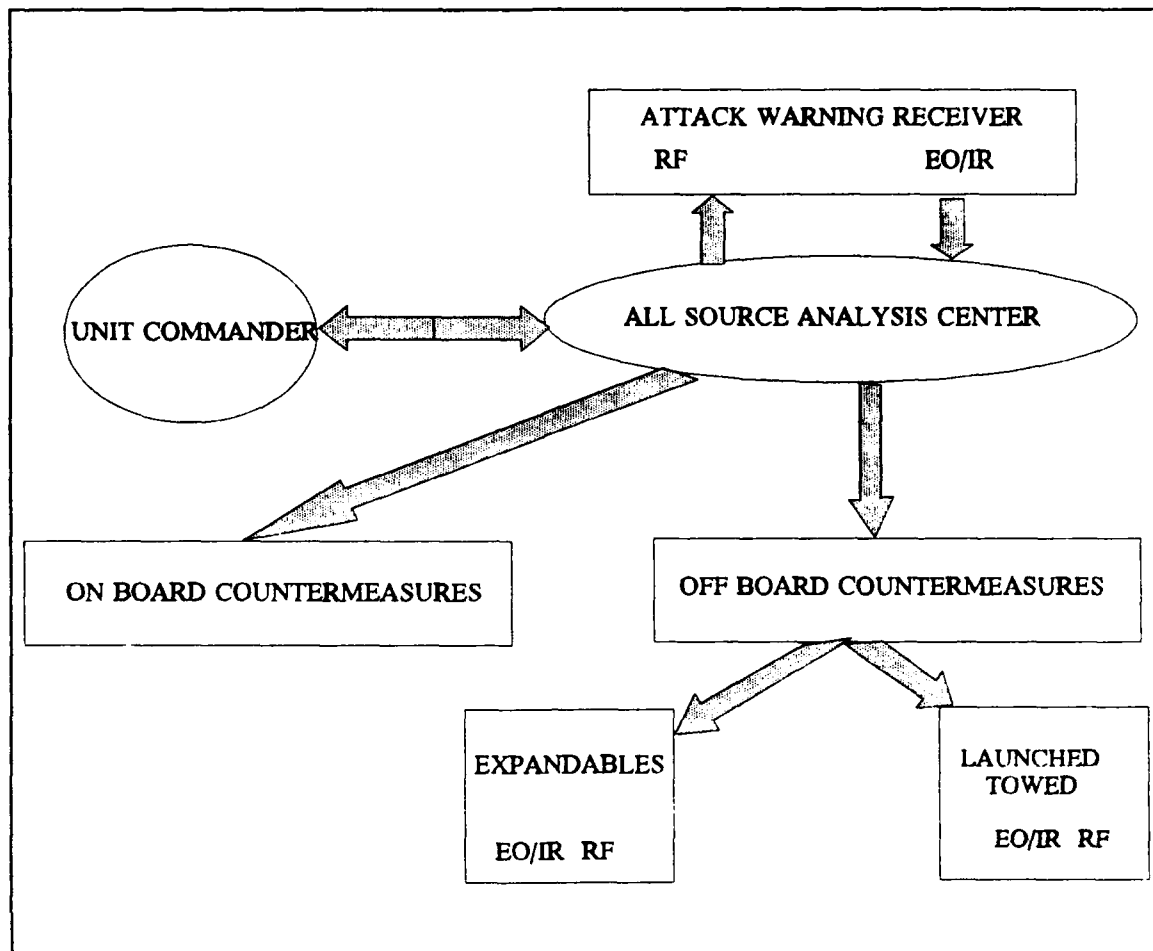 ATTACK WARNING RECEIVER
RF EO/IR
UNIT COMMANDER
ALL SOURCE ANALYSIS CENTER
ON BOARD COUNTERMEASURES
OFF BOARD COUNTERMEASURES
EXPANDABLES
EO/IR RF
LAUNCHED
TOWED
EO/IR RF